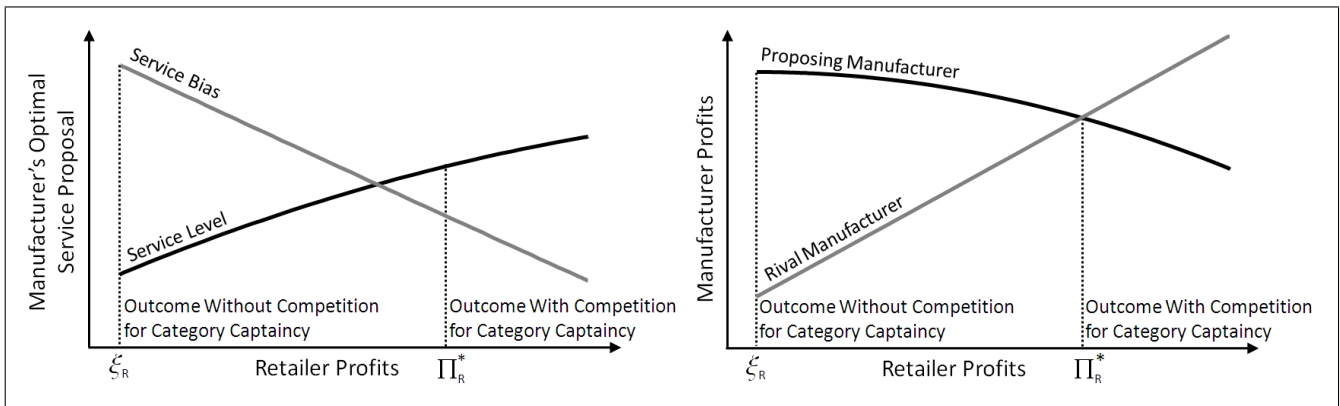 Manufacturer's Optimal
Service Proposal
Service Bias
Service Level
Outcome Without Competition
for Category Captaincy
Outcome With Competition
for Category Captaincy
ξR
Retailer Profits
Π*R
Manufacturer Profits
Proposing Manufacturer
Rival Manufacturer
Outcome Without Competition
for Category Captaincy
Outcome With Competition
for Category Captaincy
ξR
Retailer Profits
Π*R